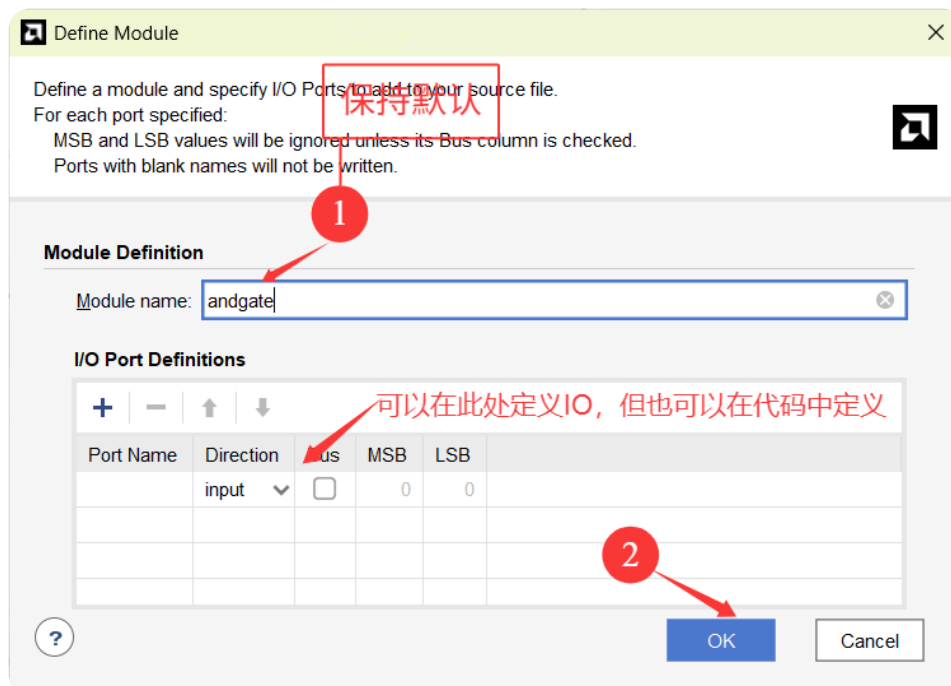 Define Module
Define a module and specify I/O Ports to add to your source file.
保持默认
For each port specified:
MSB and LSB values will be ignored unless its Bus column is checked.
Ports with blank names will not be written.
1
Module Definition
Module name: andgate
I/O Port Definitions
可以在此处定义IO，但也可以在代码中定义
Port Name Direction Bus MSB LSB
input 0 0
2
? OK Cancel